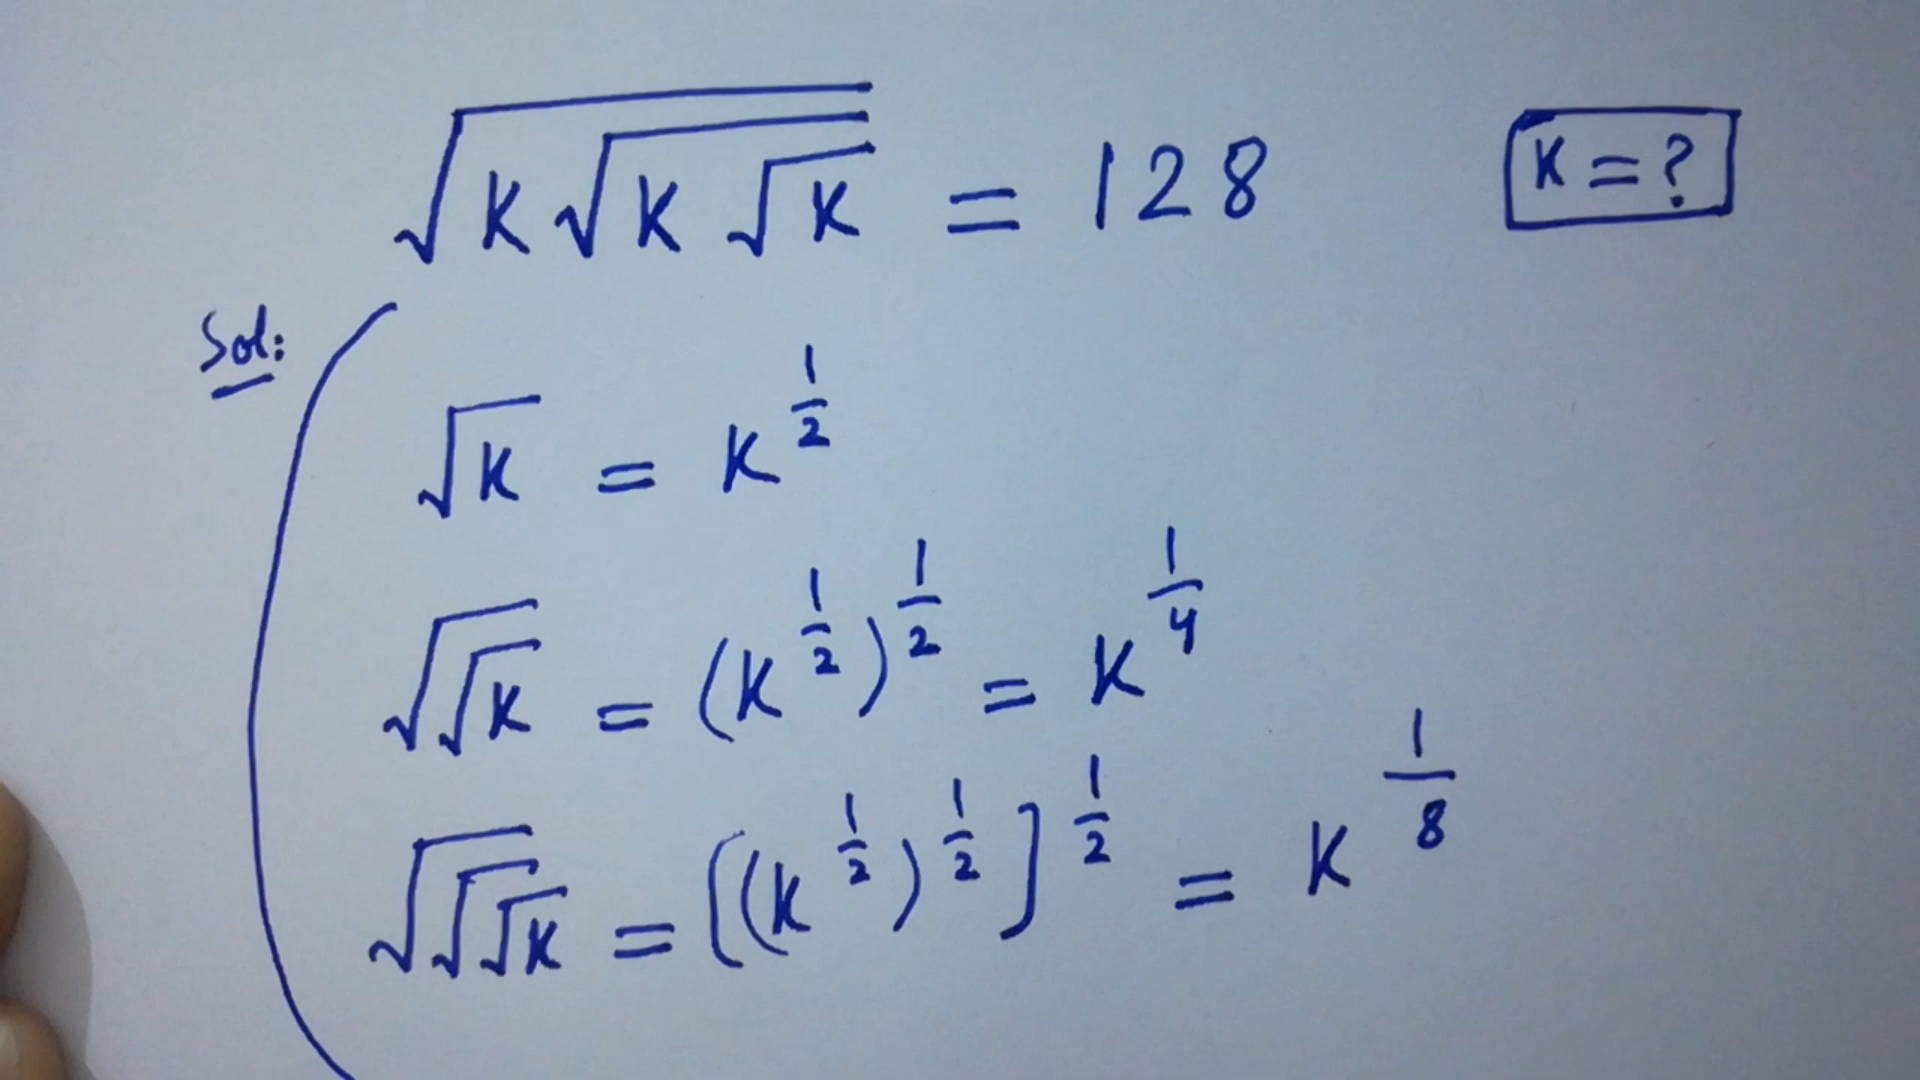 √(K√(K√K)) = 128
K = ?
Sol:
√K = K^(1/2)
√√K = (K^(1/2))^(1/2) = K^(1/4)
√√√K = [(K^(1/2))^(1/2)]^(1/2) = K^(1/8)